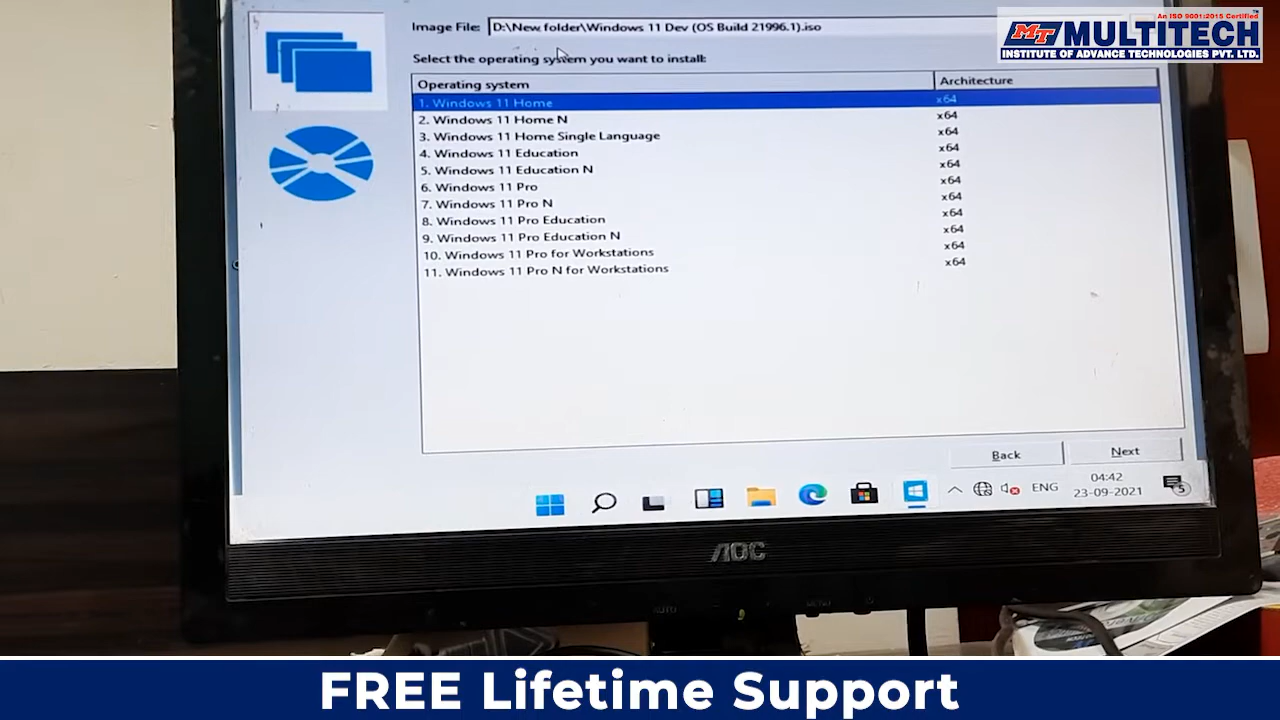 Image File: D:\New folder\Windows 11 Dev (OS Build 21996.1).iso
An ISO 9001:2015 Certified
MT MULTITECH
INSTITUTE OF ADVANCE TECHNOLOGIES PVT. LTD.
Select the operating system you want to install:
Operating system Architecture
1. Windows 11 Home x64
2. Windows 11 Home N x64
3. Windows 11 Home Single Language x64
4. Windows 11 Education x64
5. Windows 11 Education N x64
6. Windows 11 Pro x64
7. Windows 11 Pro N x64
8. Windows 11 Pro Education x64
9. Windows 11 Pro Education N x64
10. Windows 11 Pro for Workstations x64
11. Windows 11 Pro N for Workstations x64
Back Next
ENG 04:42
23-09-2021 5
AOC
AUTO MENU
FREE Lifetime Support